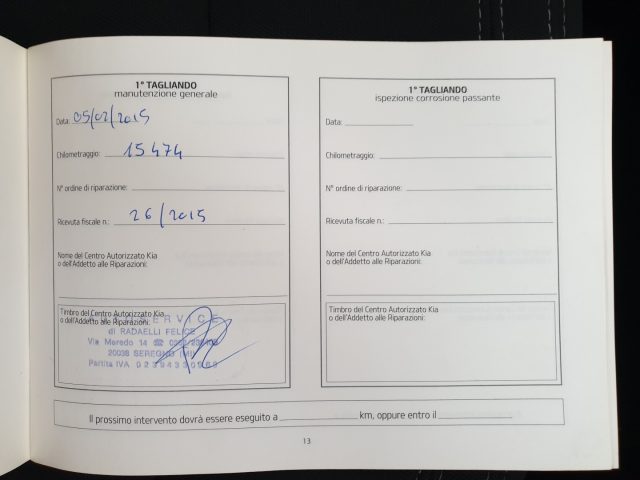 1° TAGLIANDO
manutenzione generale
Data: 05/02/2015
Chilometraggio: 15474
N° ordine di riparazione:
Ricevuta fiscale n.: 26/2015
Nome del Centro Autorizzato Kia
o dell'Addetto alle Riparazioni:
Timbro del Centro Autorizzato Kia
o dell'Addetto alle Riparazioni:
di RADAELLI FELICE
Via Meredo 14
20038 SEREGNO (MI)
Partita IVA
1° TAGLIANDO
ispezione corrosione passante
Data:
Chilometraggio:
N° ordine di riparazione:
Ricevuta fiscale n.:
Nome del Centro Autorizzato Kia
o dell'Addetto alle Riparazioni:
Timbro del Centro Autorizzato Kia
o dell'Addetto alle Riparazioni:
Il prossimo intervento dovrà essere eseguito a km, oppure entro il
13